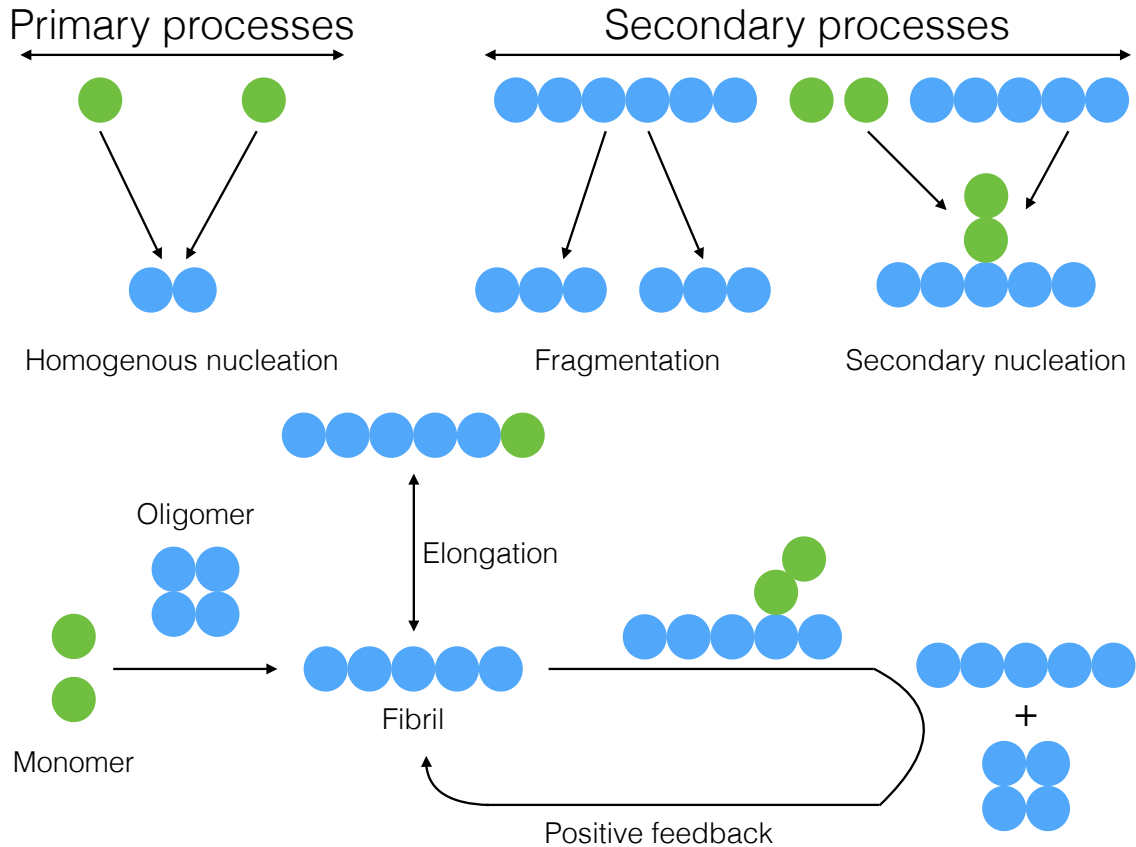 Primary processes
Secondary processes
Homogenous nucleation
Fragmentation
Secondary nucleation
Oligomer
Elongation
Fibril
+
Monomer
Positive feedback